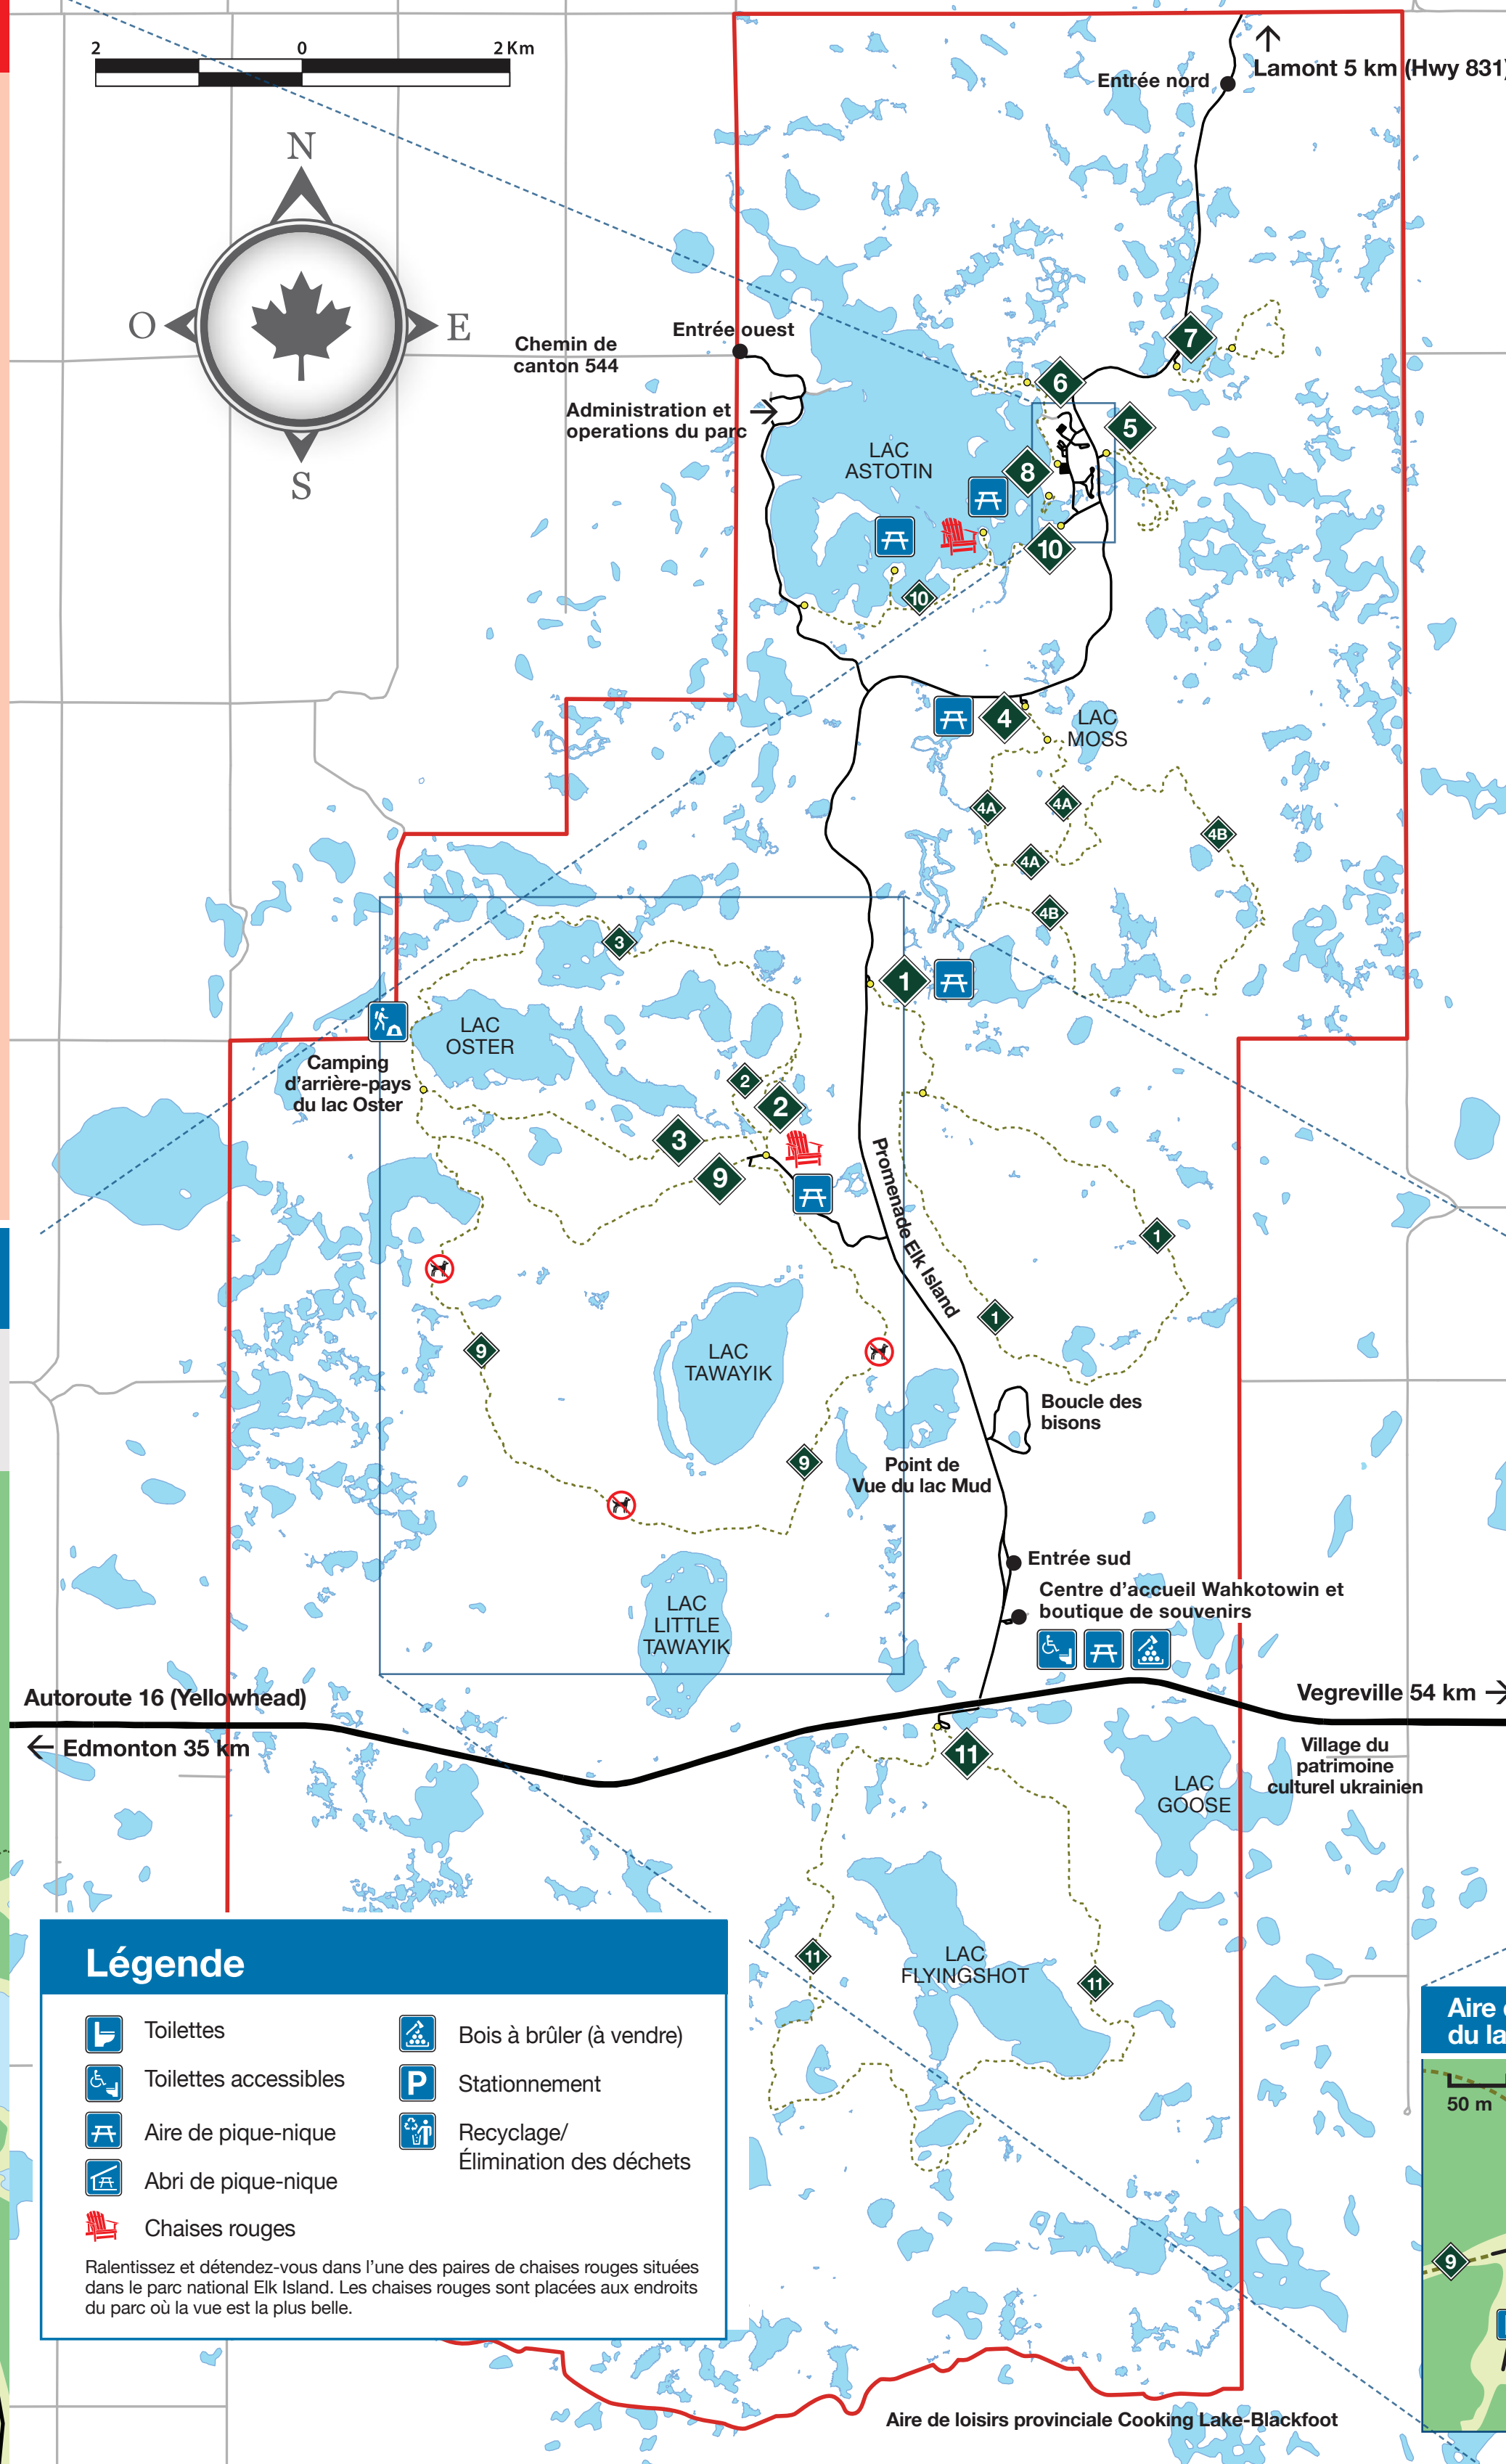 2 0 2 Km
N
O E
S
Lamont 5 km (Hwy 831)
Entrée nord
Entrée ouest
Chemin de
canton 544
Administration et
operations du parc
7
6
5
LAC
ASTOTIN
8
10
10
4
LAC
MOSS
4A
4A
4B
4A
4B
3
1
LAC
OSTER
Camping
d'arrière-pays
du lac Oster
2
2
3
9
Promenade Elk Island
1
1
9
LAC
TAWAYIK
Boucle des
bisons
9
Point de
Vue du lac Mud
Entrée sud
Centre d'accueil Wahkotowin et
boutique de souvenirs
LAC
LITTLE
TAWAYIK
Autoroute 16 (Yellowhead)
Vegreville 54 km
Edmonton 35 km
11
Village du
patrimoine
culturel ukrainien
LAC
GOOSE
11
LAC
FLYINGSHOT
11
Légende
Toilettes
Toilettes accessibles
Aire de pique-nique
Abri de pique-nique
Chaises rouges
Bois à brûler (à vendre)
P Stationnement
Recyclage/
Élimination des déchets
Ralentissez et détendez-vous dans l'une des paires de chaises rouges situées
dans le parc national Elk Island. Les chaises rouges sont placées aux endroits
du parc où la vue est la plus belle.
Aire
du la
50 m
9
Aire de loisirs provinciale Cooking Lake-Blackfoot